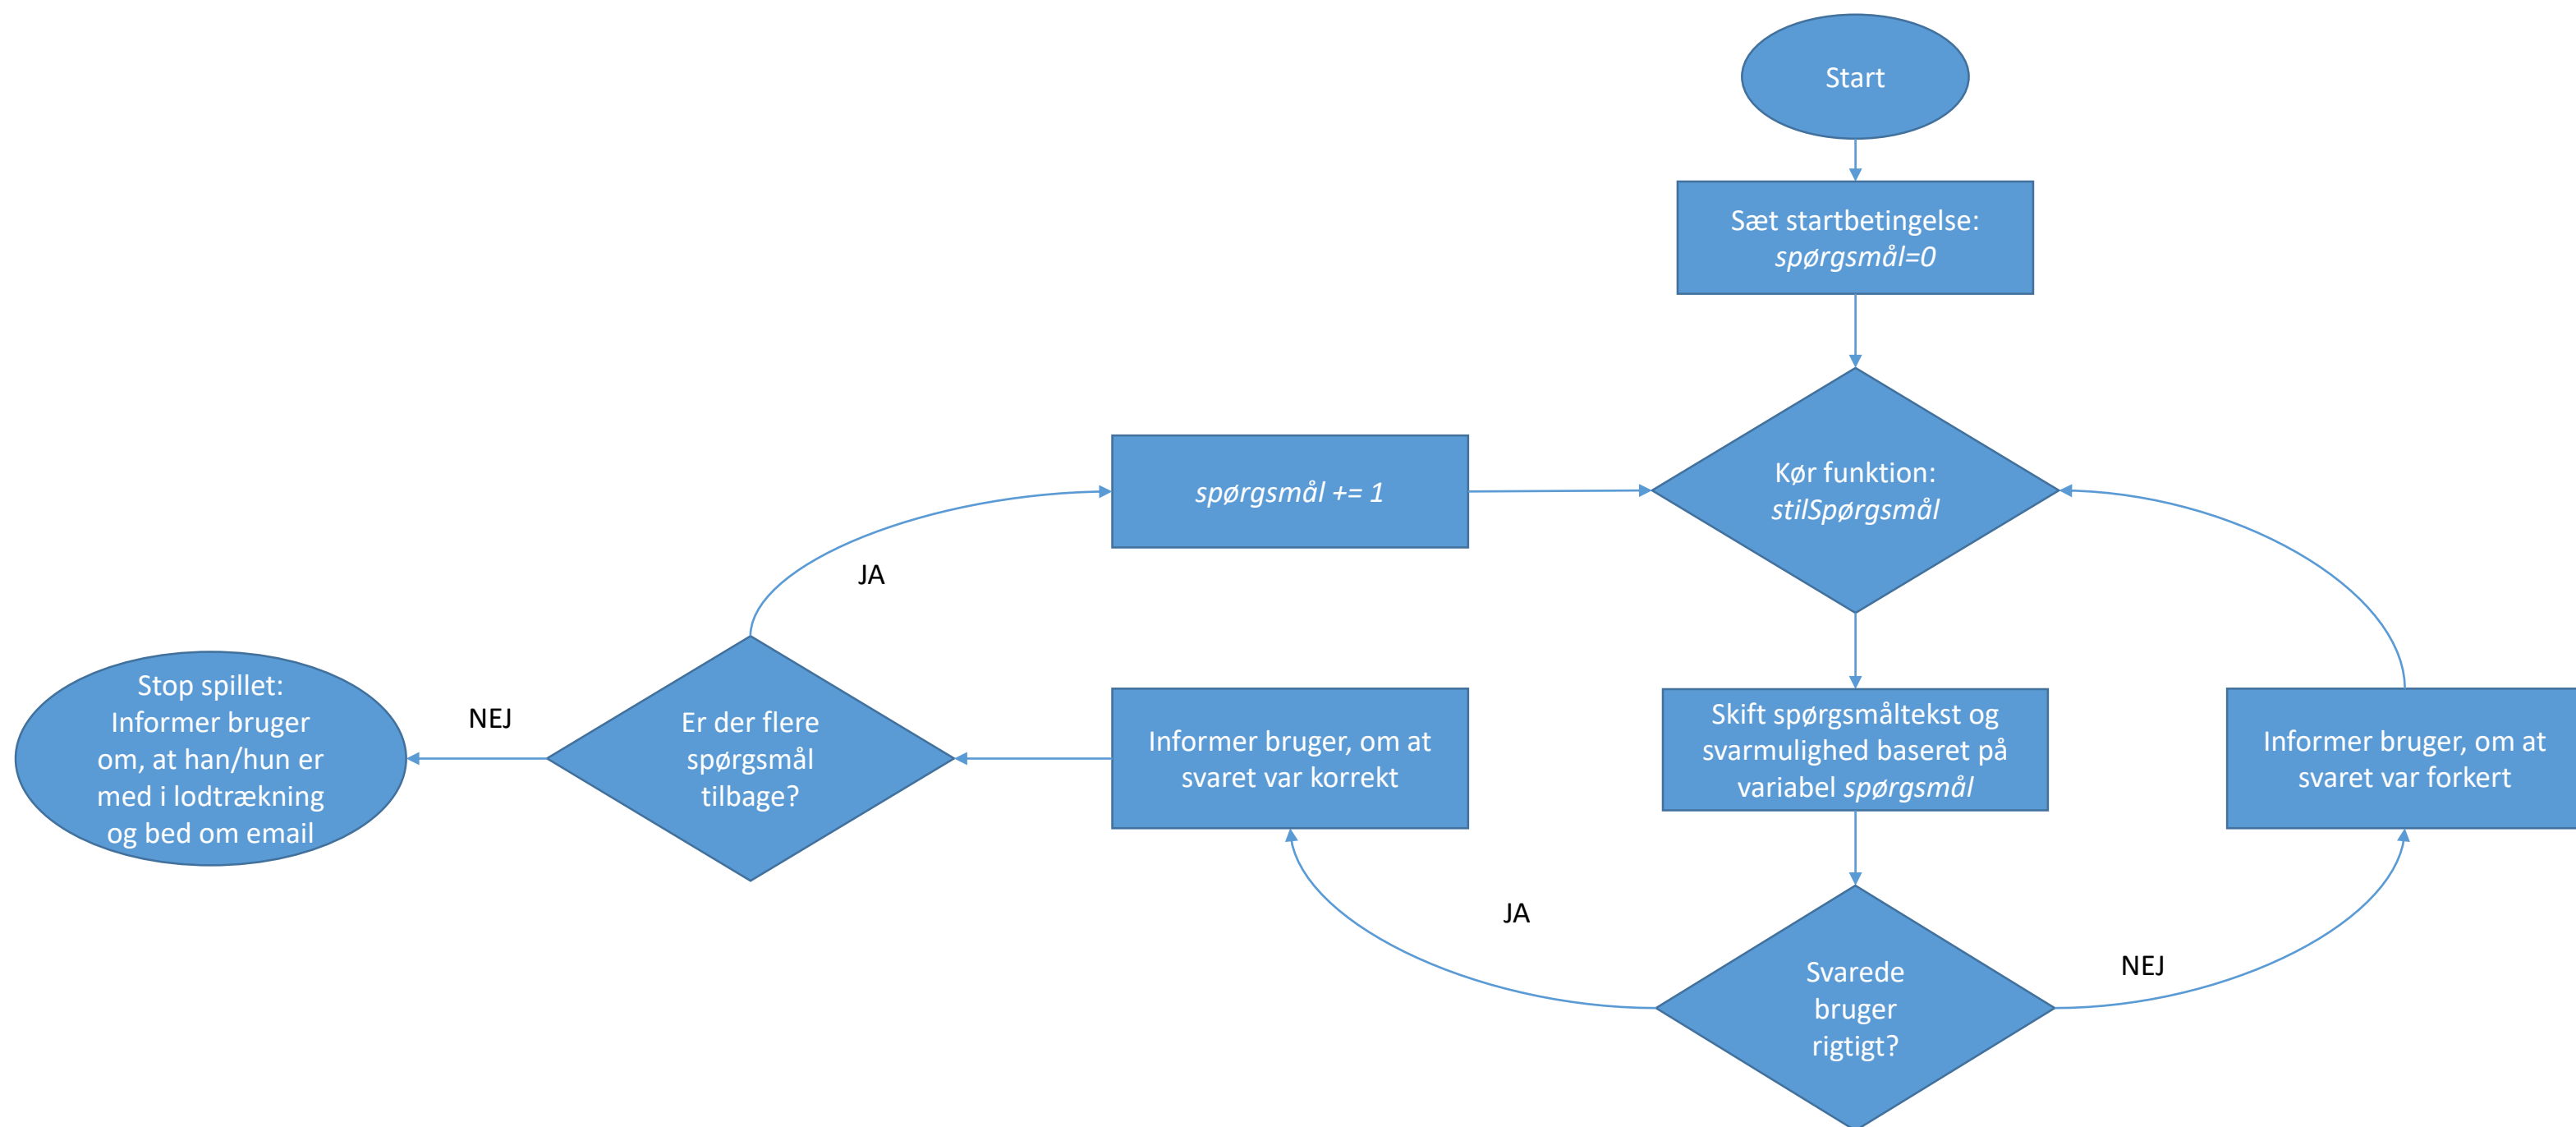 Start
Sæt startbetingelse:
spørgsmål=0
Kør funktion:
stilSpørgsmål
spørgsmål += 1
JA
Skift spørgsmåltekst og
svarmulighed baseret på
variabel spørgsmål
Informer bruger, om at
svaret var forkert
Informer bruger, om at
svaret var korrekt
Er der flere
spørgsmål
tilbage?
NEJ
Stop spillet:
Informer bruger
om, at han/hun er
med i lodtrækning
og bed om email
JA
Svarede
bruger
rigtigt?
NEJ